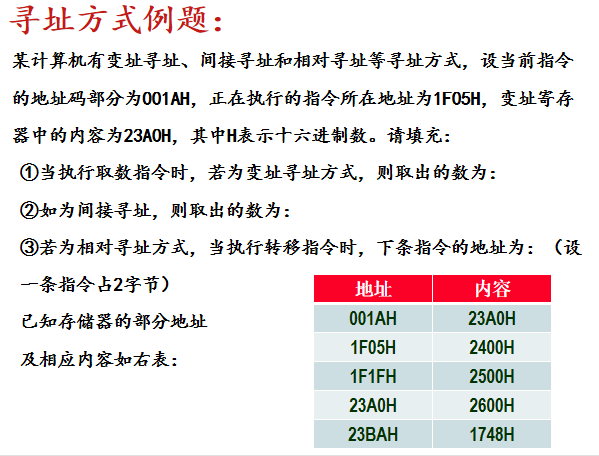 寻址方式例题:
某计算机有变址寻址、间接寻址和相对寻址等寻址方式，设当前指令
的地址码部分为001AH，正在执行的指令所在地址为1F05H，变址寄存
器中的内容为23A0H，其中H表示十六进制数。请填充:
①当执行取数指令时，若为变址寻址方式，则取出的数为:
②如为间接寻址，则取出的数为:
③若为相对寻址方式，当执行转移指令时，下条指令的地址为:（设
一条指令占2字节）
已知存储器的部分地址
及相应内容如右表:
地址 内容
001AH 23A0H
1F05H 2400H
1F1FH 2500H
23A0H 2600H
23BAH 1748H